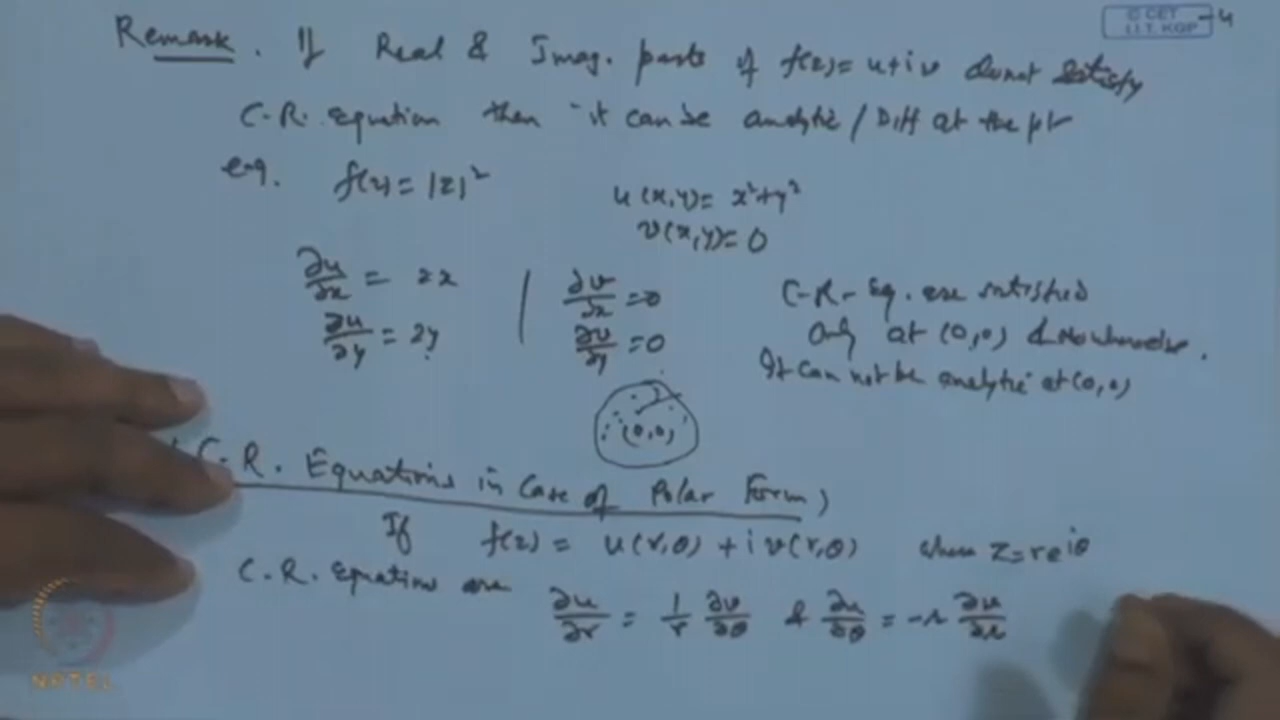 © CET
I.I.T. KGP
-4
Remark. If Real & Imag. parts of f(z)= u+iv donot satisfy
C-R. equation then it can be analytic / Diff at the pt
e.g. f(z) = |z|²
u(x,y)= x²+y²
v(x,y)= 0
∂u/∂x = 2x | ∂v/∂x =0
∂u/∂y = 2y ∂v/∂y =0
C-R- Eq. are satisfied
only at (0,0) & nowhere .
It can not be analytic at (0,0)
(0,0)
C-R. Equations in Case of Polar Form)
If f(z) = u(r,θ) + i v(r,θ) where z=re^iθ
C.R. Equations are
∂u/∂r = 1/r ∂v/∂θ & ∂u/∂θ = -r ∂v/∂r
NPTEL